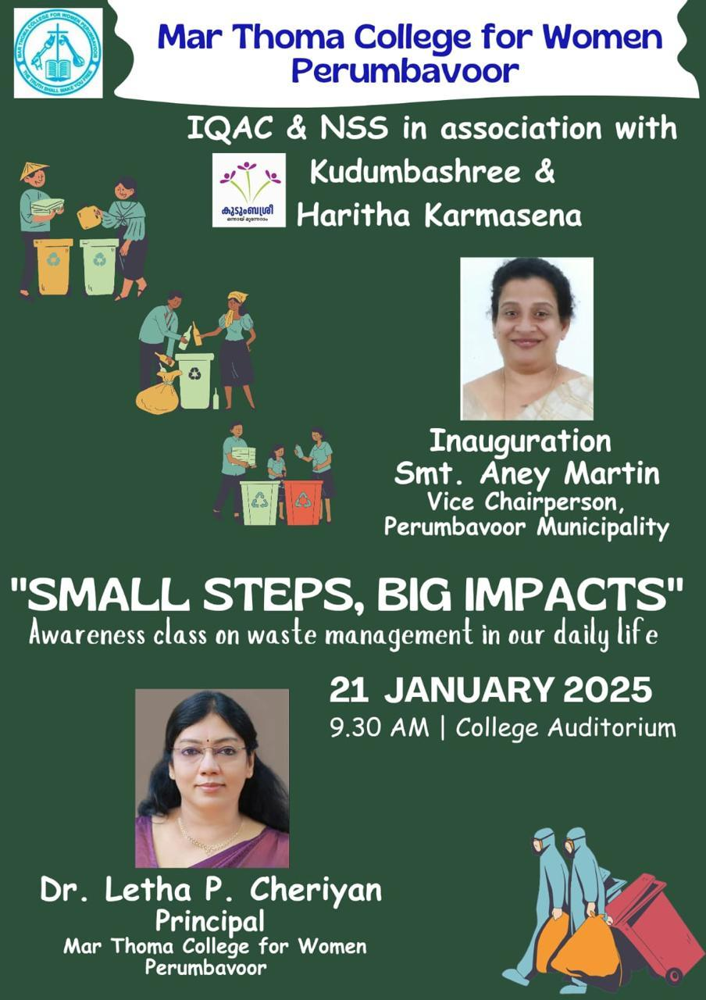 MAR THOMA COLLEGE FOR WOMEN PERUMBAVOOR
THE TRUTH SHALL MAKE YOU FREE
Mar Thoma College for Women
Perumbavoor
IQAC & NSS in association with
Kudumbashree &
Haritha Karmasena
കുടുംബശ്രീ
ഒന്നായ് മുന്നേറാം
Inauguration
Smt. Aney Martin
Vice Chairperson,
Perumbavoor Municipality
"SMALL STEPS, BIG IMPACTS"
Awareness class on waste management in our daily life
21 JANUARY 2025
9.30 AM | College Auditorium
Dr. Letha P. Cheriyan
Principal
Mar Thoma College for Women
Perumbavoor